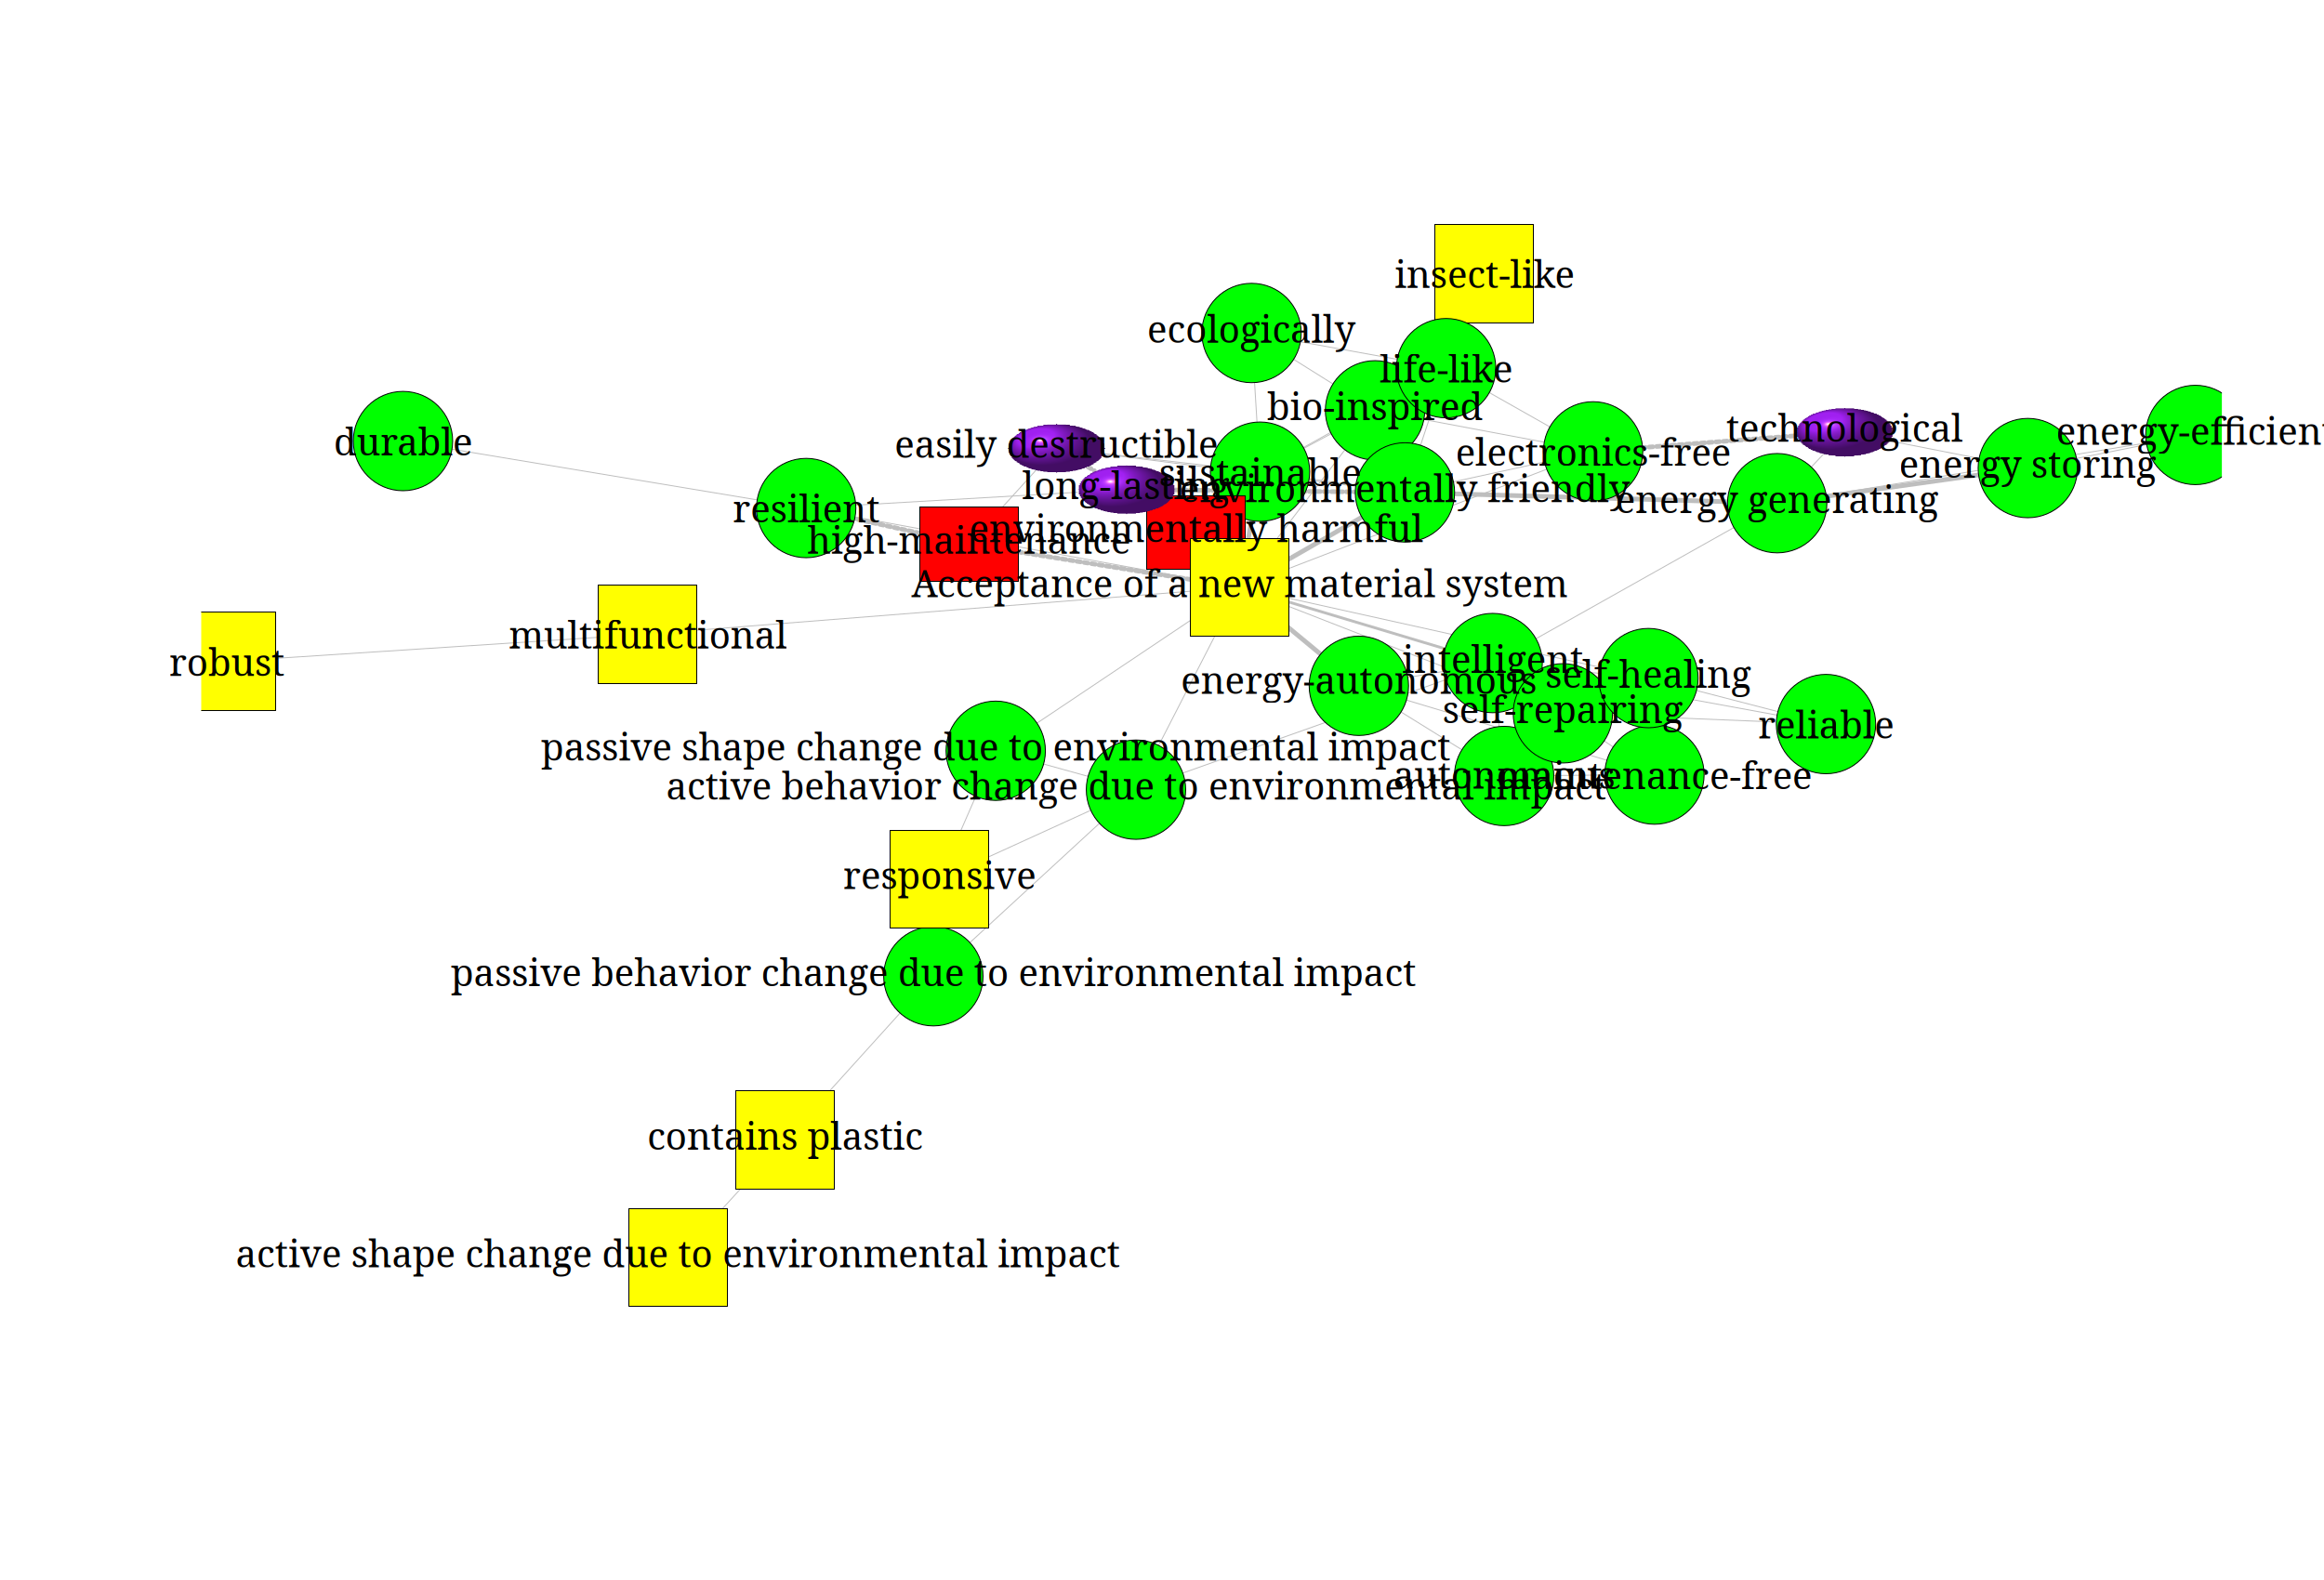 insect-like
ecologically
life-like
bio-inspired
durable
easily destructible
technological
energy-efficient
electronics-free
energy storing
sustainable
long-lasting
environmentally friendly
energy generating
resilient
environmentally harmful
high-maintenance
Acceptance of a new material system
multifunctional
robust
intelligent
self-healing
energy-autonomous
self-repairing
reliable
passive shape change due to environmental impact
autonomous
maintenance-free
active behavior change due to environmental impact
responsive
passive behavior change due to environmental impact
contains plastic
active shape change due to environmental impact